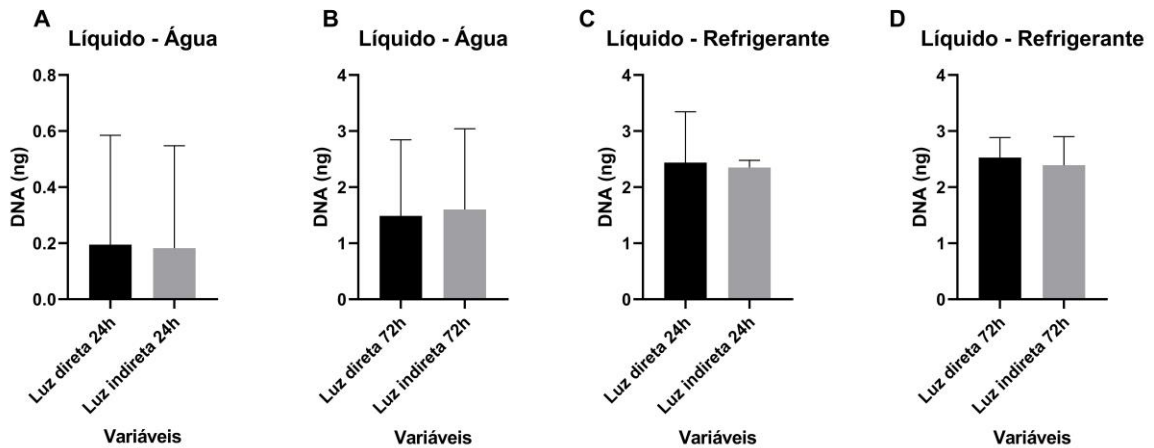 A
Líquido - Água
DNA (ng)
0.8
0.6
0.4
0.2
0.0
Luz direta 24h
Luz indireta 24h
Variáveis
B
Líquido - Água
DNA (ng)
4
3
2
1
0
Luz direta 72h
Luz indireta 72h
Variáveis
C
Líquido - Refrigerante
DNA (ng)
4
3
2
1
0
Luz direta 24h
Luz indireta 24h
Variáveis
D
Líquido - Refrigerante
DNA (ng)
4
3
2
1
0
Luz direta 72h
Luz indireta 72h
Variáveis